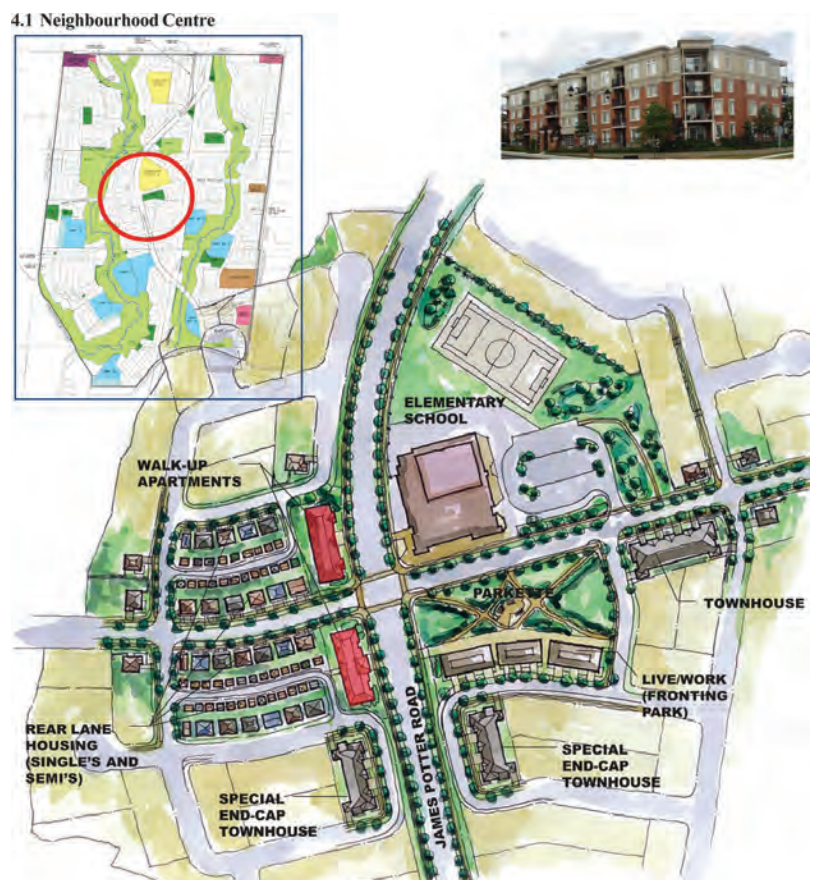 4.1 Neighbourhood Centre
ELEMENTARY
SCHOOL
WALK-UP
APARTMENTS
PARKETTE
TOWNHOUSE
LIVE/WORK
(FRONTING
PARK)
REAR LANE
HOUSING
(SINGLE'S AND
SEMI'S)
SPECIAL
END-CAP
TOWNHOUSE
SPECIAL
END-CAP
TOWNHOUSE
JAMES POTTER ROAD